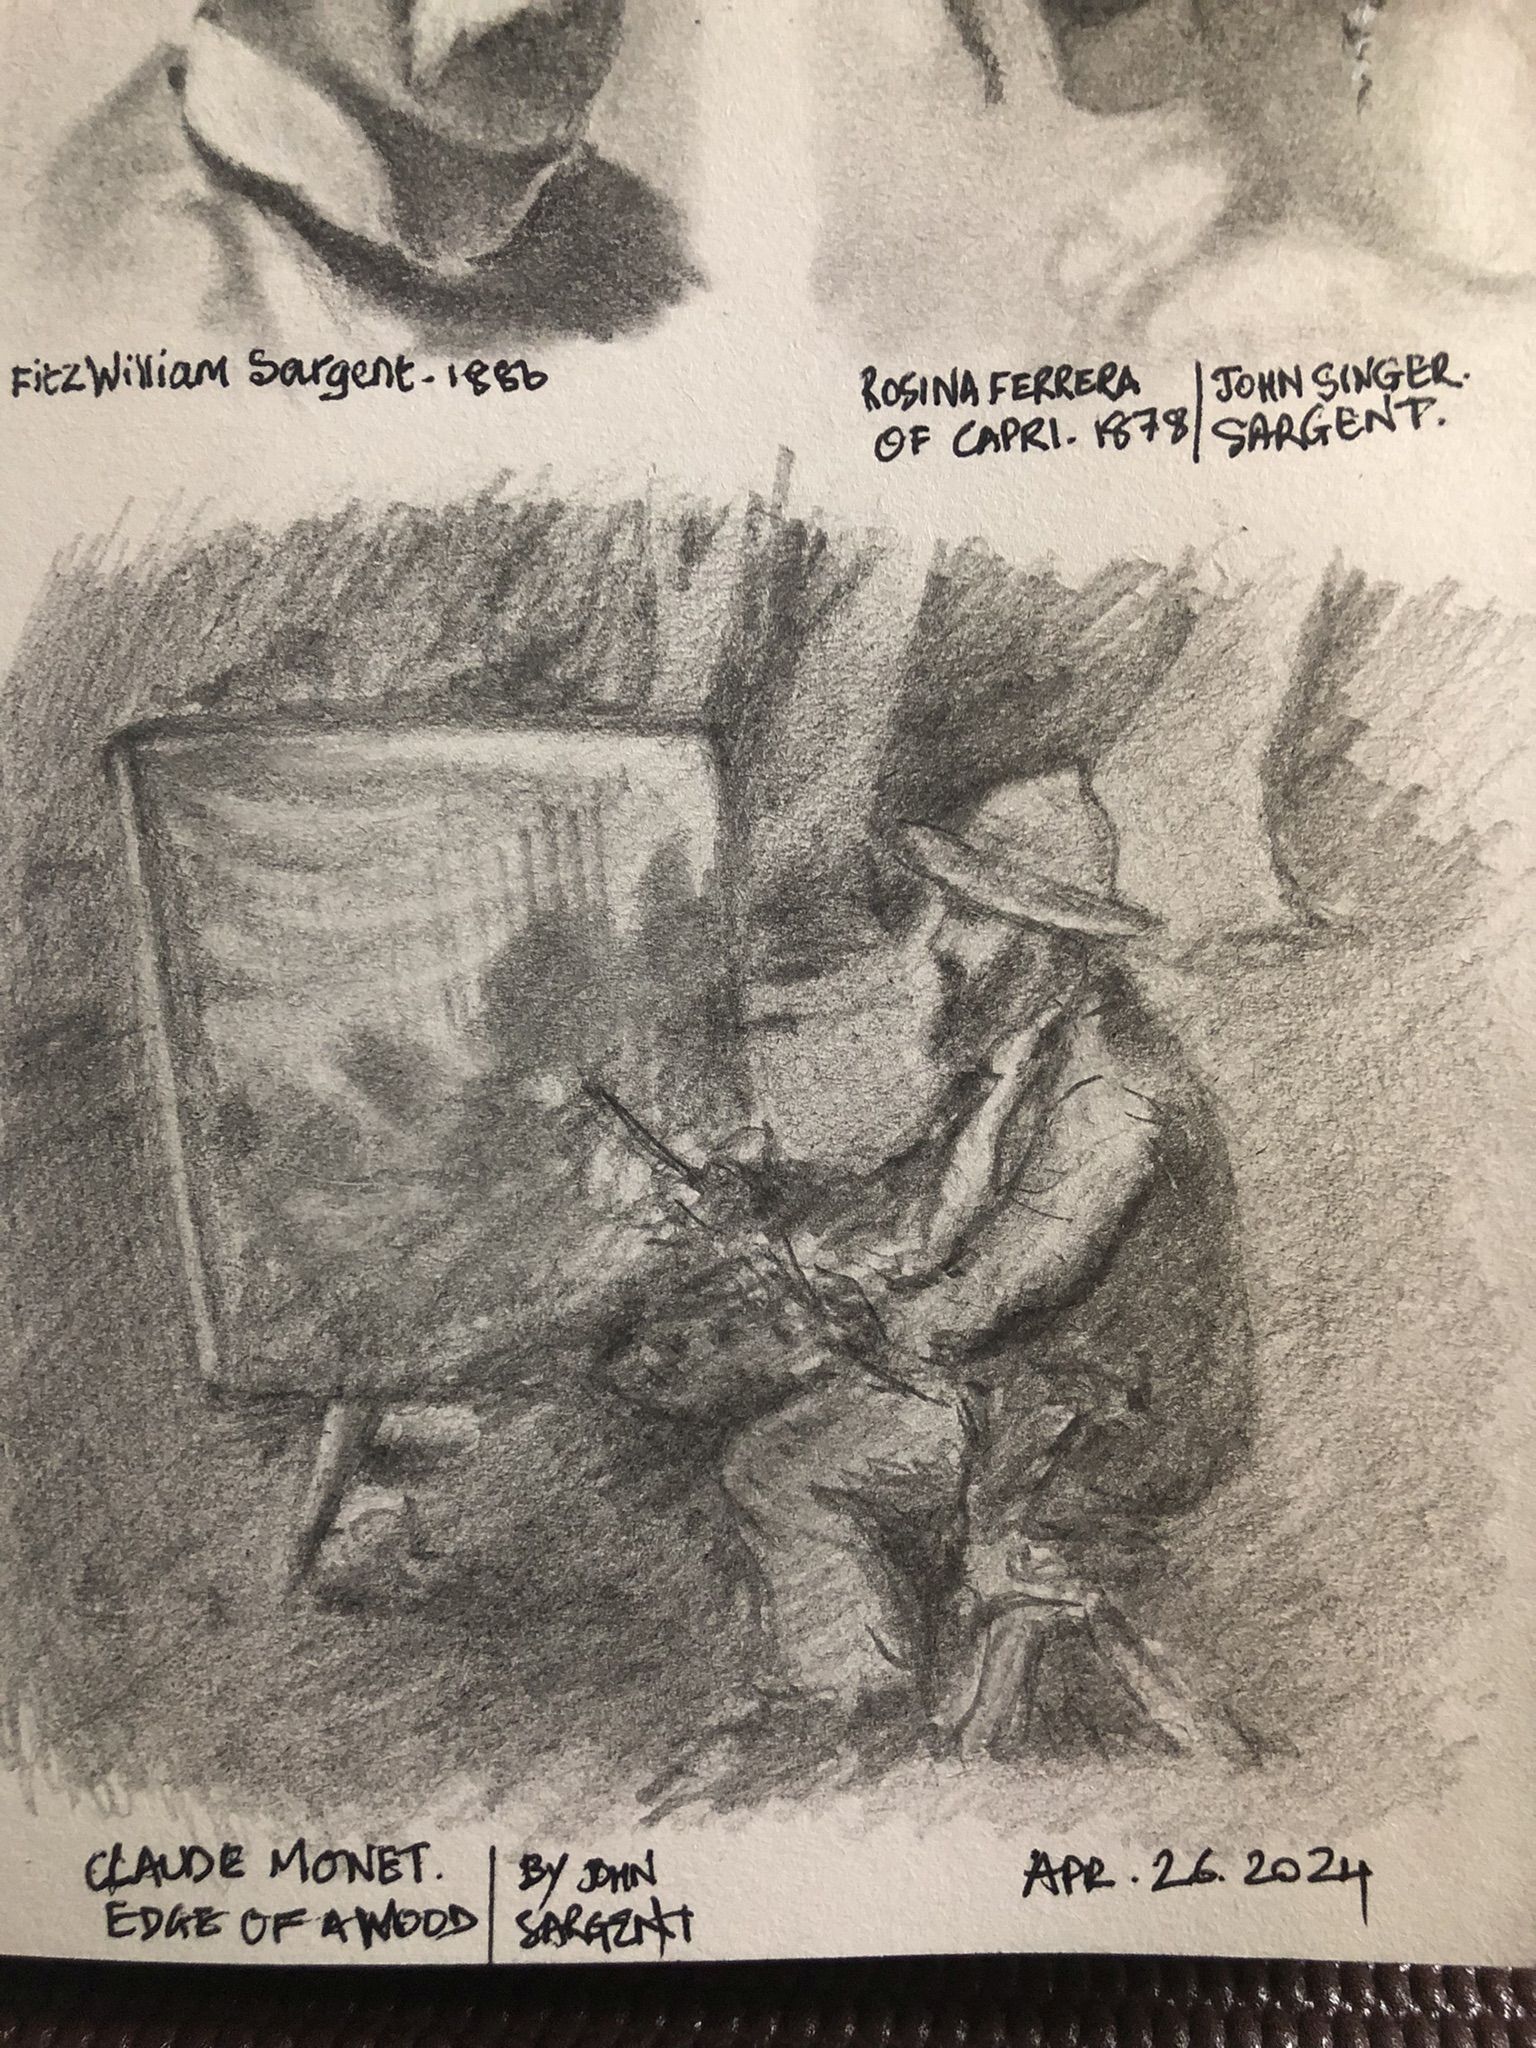 FitzWilliam Sargent. 1886
ROSINA FERRERA | JOHN SINGER.
OF CAPRI. 1878 | SARGENT.
CLAUDE MONET. | BY JOHN
EDGE OF A WOOD | SARGENT
APR. 26. 2024